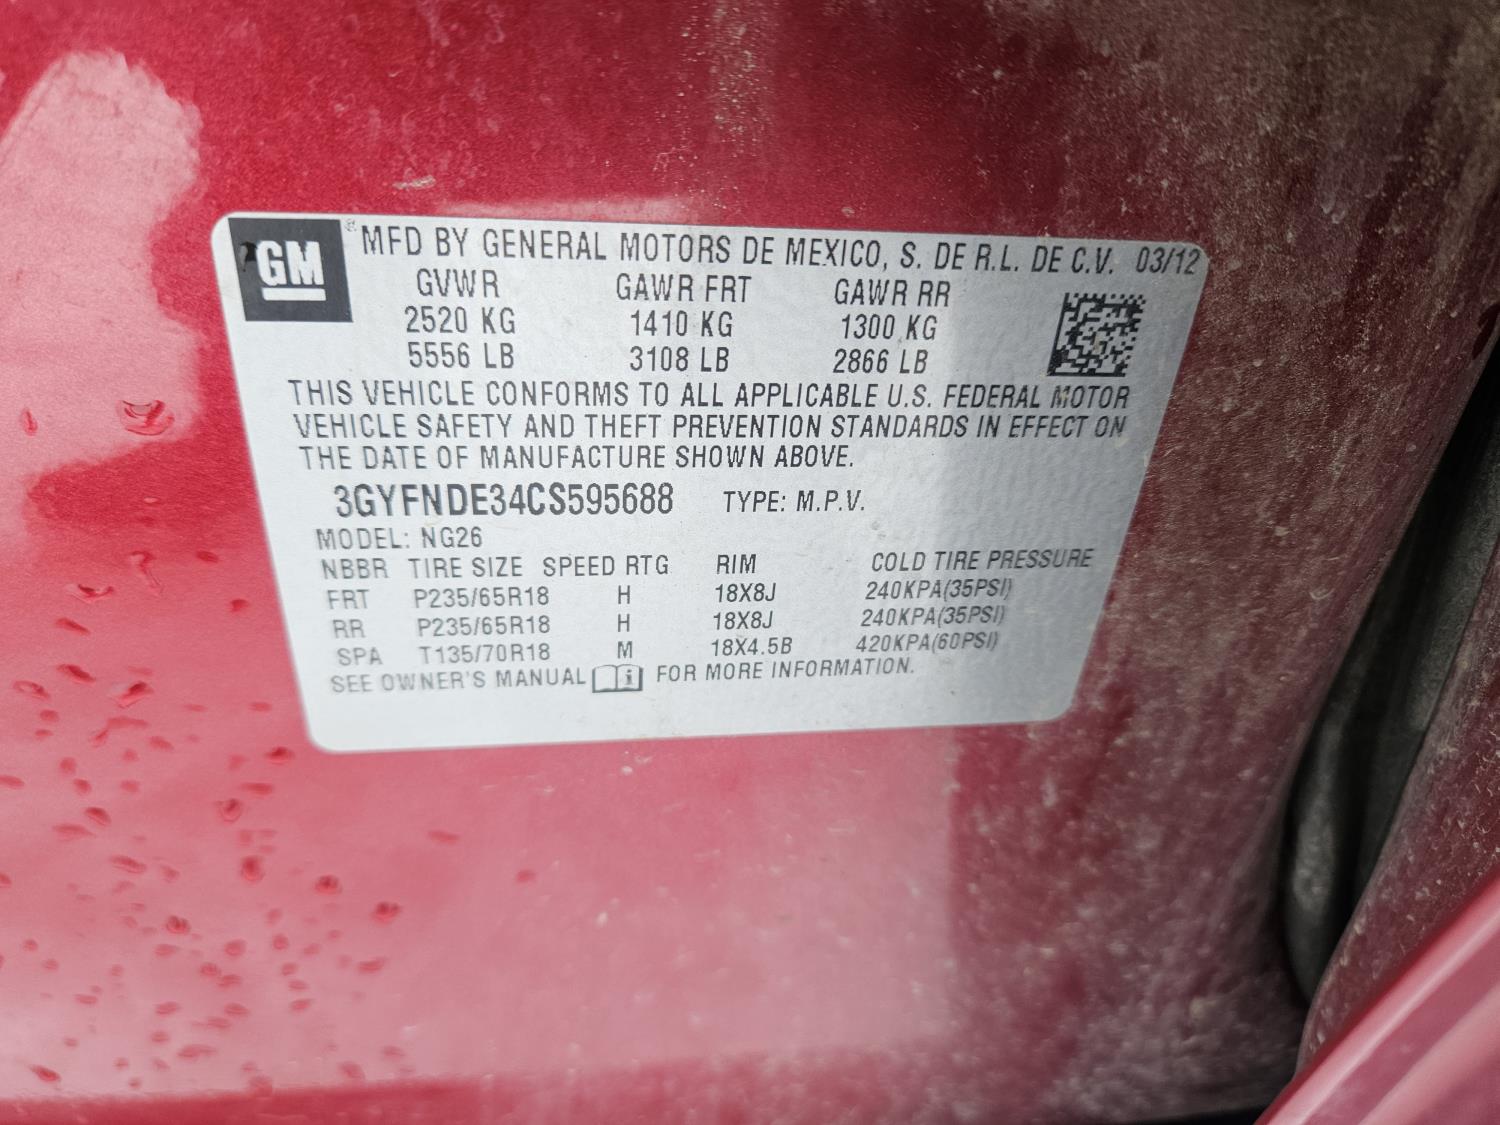 GM ® MFD BY GENERAL MOTORS DE MEXICO, S. DE R.L. DE C.V. 03/12
GVWR GAWR FRT GAWR RR
2520 KG 1410 KG 1300 KG
5556 LB 3108 LB 2866 LB
THIS VEHICLE CONFORMS TO ALL APPLICABLE U.S. FEDERAL MOTOR
VEHICLE SAFETY AND THEFT PREVENTION STANDARDS IN EFFECT ON
THE DATE OF MANUFACTURE SHOWN ABOVE.
3GYFNDE34CS595688 TYPE: M.P.V.
MODEL: NG26
NBBR TIRE SIZE SPEED RTG RIM COLD TIRE PRESSURE
FRT P235/65R18 H 18X8J 240KPA(35PSI)
RR P235/65R18 H 18X8J 240KPA(35PSI)
SPA T135/70R18 M 18X4.5B 420KPA(60PSI)
SEE OWNER'S MANUAL i FOR MORE INFORMATION.